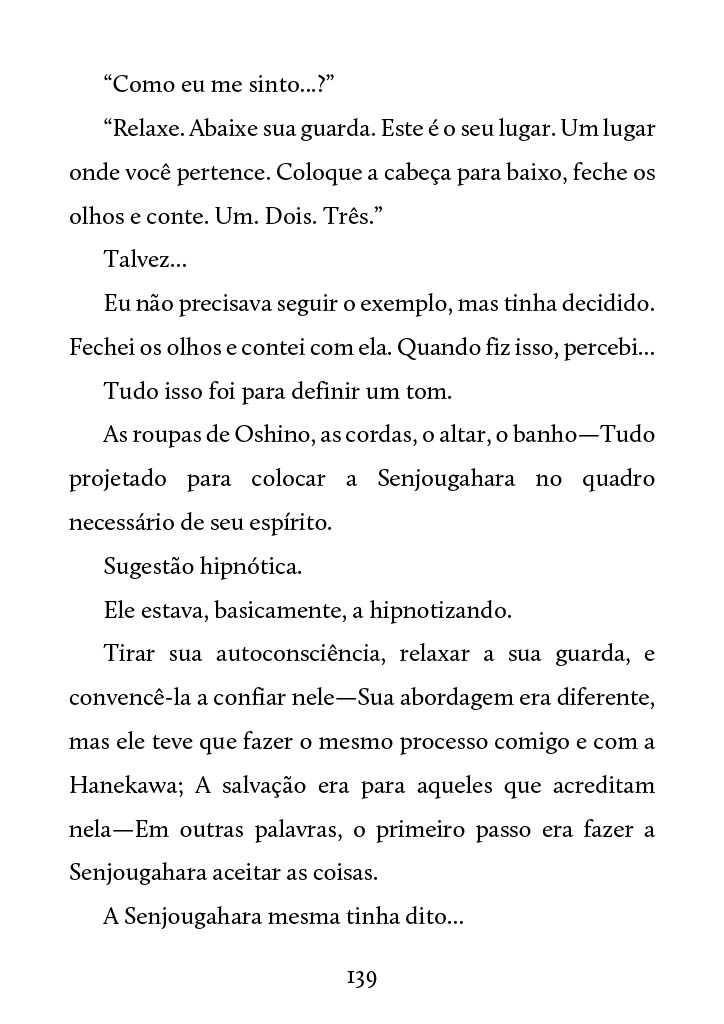 “Como eu me sinto...?”
“Relaxe. Abaixe sua guarda. Este é o seu lugar. Um lugar
onde você pertence. Coloque a cabeça para baixo, feche os
olhos e conte. Um. Dois. Três.”
Talvez...
Eu não precisava seguir o exemplo, mas tinha decidido.
Fechei os olhos e contei com ela. Quando fiz isso, percebi...
Tudo isso foi para definir um tom.
As roupas de Oshino, as cordas, o altar, o banho—Tudo
projetado para colocar a Senjougahara no quadro
necessário de seu espírito.
Sugestão hipnótica.
Ele estava, basicamente, a hipnotizando.
Tirar sua autoconsciência, relaxar a sua guarda, e
convencê-la a confiar nele—Sua abordagem era diferente,
mas ele teve que fazer o mesmo processo comigo e com a
Hanekawa; A salvação era para aqueles que acreditam
nela—Em outras palavras, o primeiro passo era fazer a
Senjougahara aceitar as coisas.
A Senjougahara mesma tinha dito...
139